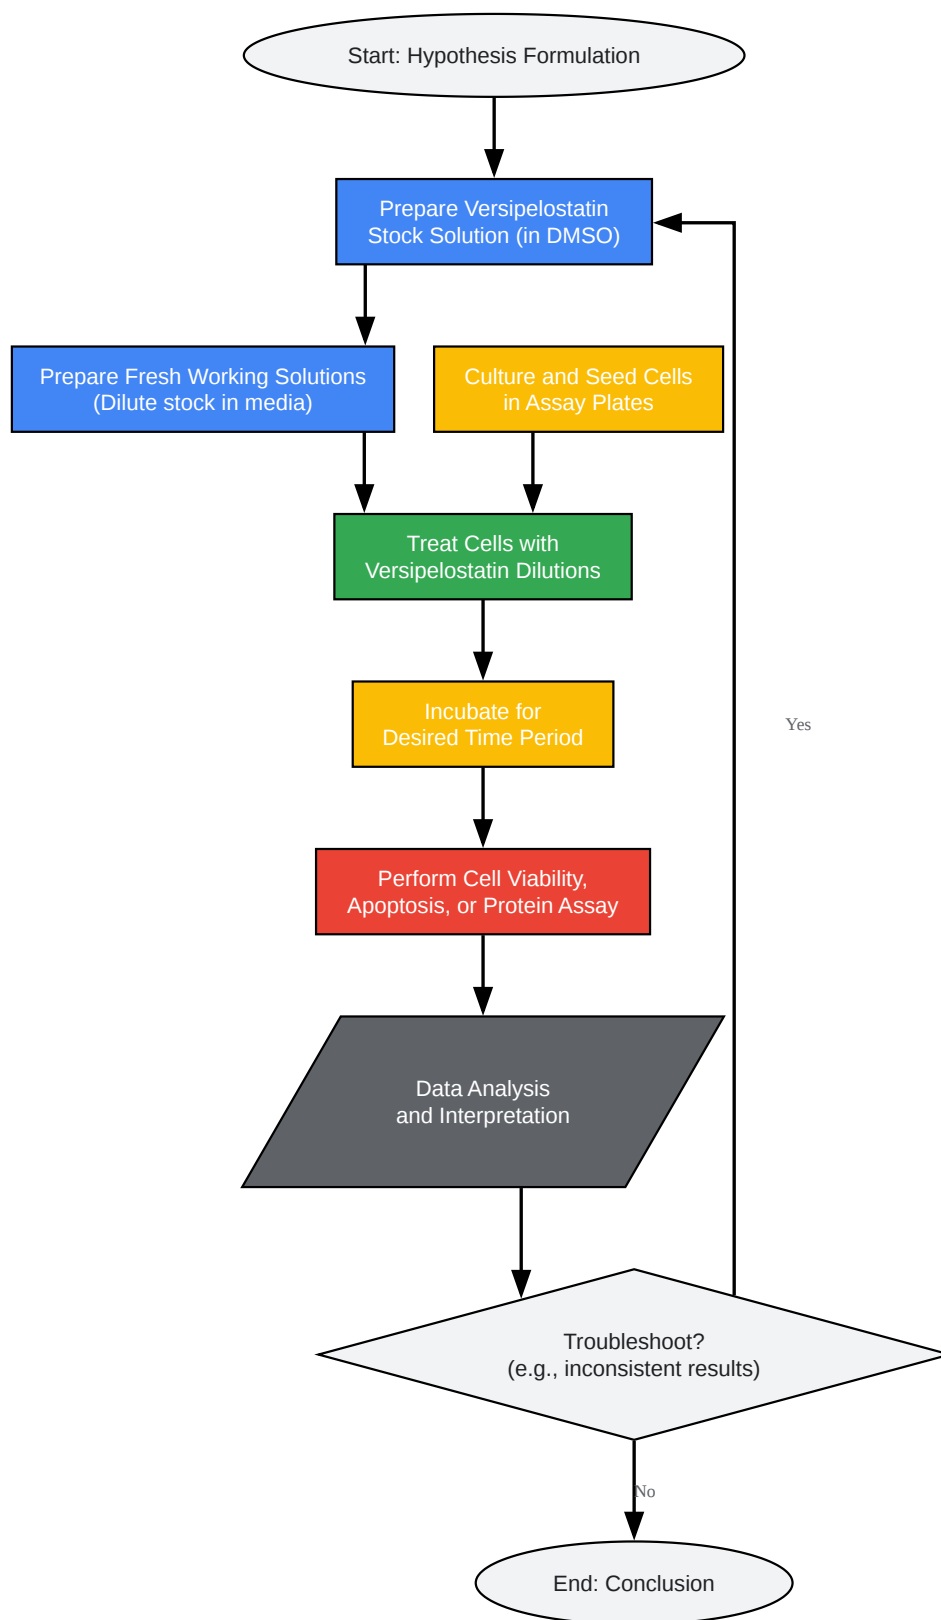 Start: Hypothesis Formulation
Prepare Versipelostatin
Stock Solution (in DMSO)
Prepare Fresh Working Solutions
(Dilute stock in media)
Culture and Seed Cells
in Assay Plates
Treat Cells with
Versipelostatin Dilutions
Incubate for
Desired Time Period
Yes
Perform Cell Viability,
Apoptosis, or Protein Assay
Data Analysis
and Interpretation
Troubleshoot?
(e.g., inconsistent results)
No
End: Conclusion